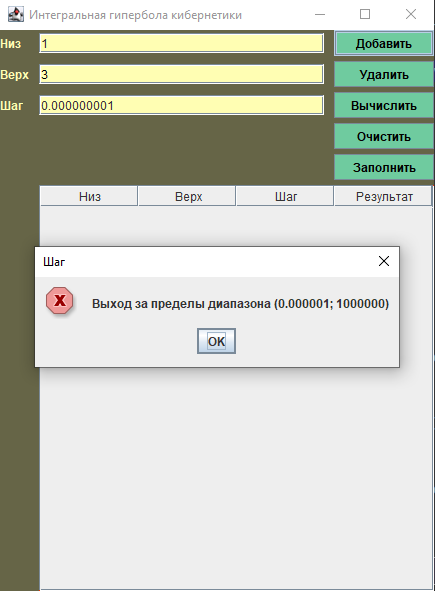 Интегральная гипербола кибернетики
Низ 1 Добавить
Верх 3 Удалить
Шаг 0.000000001 Вычислить
Очистить
Заполнить
Низ Верх Шаг Результат
Шаг
Выход за пределы диапазона (0.000001; 1000000)
OK